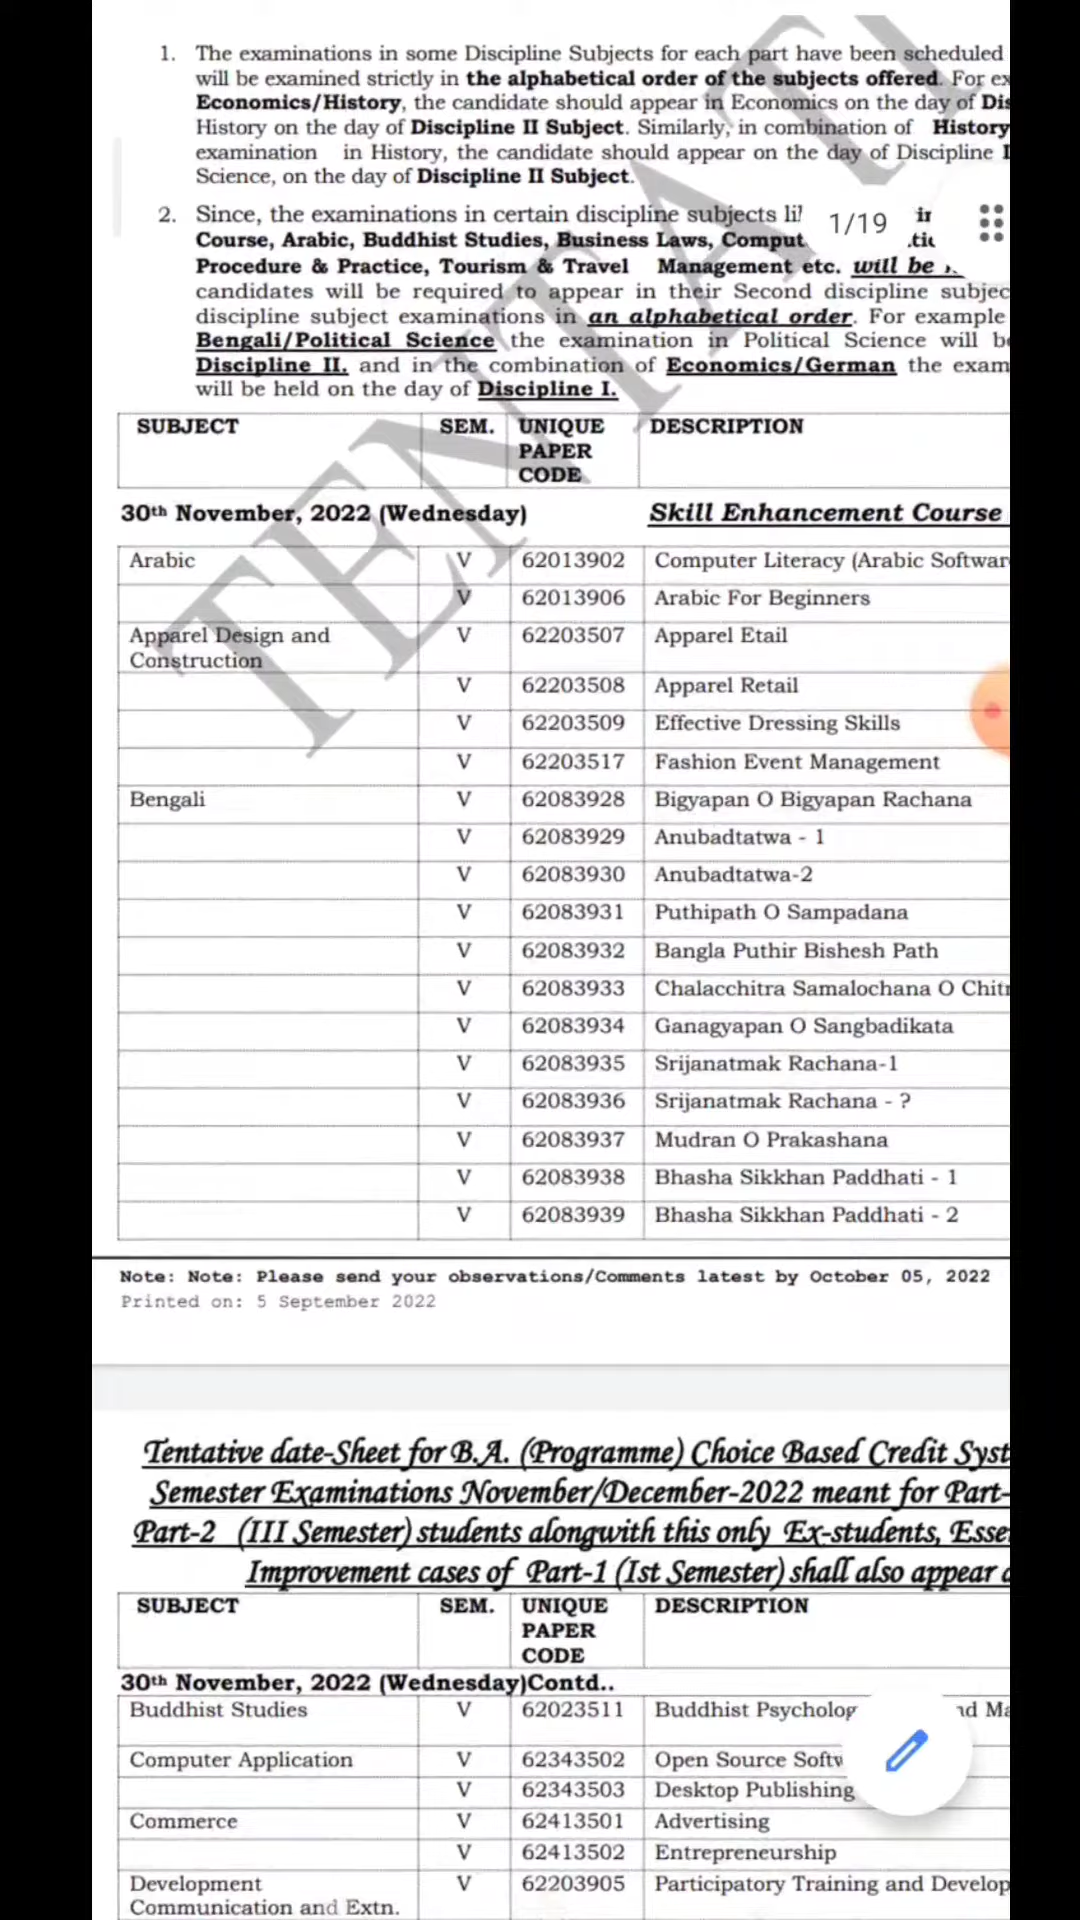 1. The examinations in some Discipline Subjects for each part have been scheduled
will be examined strictly in the alphabetical order of the subjects offered. For ex
Economics/History, the candidate should appear in Economics on the day of Dis
History on the day of Discipline II Subject. Similarly, in combination of History
examination in History, the candidate should appear on the day of Discipline I
Science, on the day of Discipline II Subject.
2. Since, the examinations in certain discipline subjects
Course, Arabic, Buddhist Studies, Business Laws, Comput
Procedure & Practice, Tourism & Travel Management etc. will be
candidates will be required to appear in their Second discipline subjec
discipline subject examinations in an alphabetical order. For example
Bengali/Political Science the examination in Political Science will be
Discipline II, and in the combination of Economics/German the exam
will be held on the day of Discipline I.
1/19
TENTATI
SUBJECT SEM. UNIQUE PAPER CODE DESCRIPTION
30th November, 2022 (Wednesday) Skill Enhancement Course
Arabic V 62013902 Computer Literacy (Arabic Softwar
V 62013906 Arabic For Beginners
Apparel Design and Construction V 62203507 Apparel Etail
V 62203508 Apparel Retail
V 62203509 Effective Dressing Skills
V 62203517 Fashion Event Management
Bengali V 62083928 Bigyapan O Bigyapan Rachana
V 62083929 Anubadtatwa - 1
V 62083930 Anubadtatwa-2
V 62083931 Puthipath O Sampadana
V 62083932 Bangla Puthir Bishesh Path
V 62083933 Chalacchitra Samalochana O Chitr
V 62083934 Ganagyapan O Sangbadikata
V 62083935 Srijanatmak Rachana-1
V 62083936 Srijanatmak Rachana - ?
V 62083937 Mudran O Prakashana
V 62083938 Bhasha Sikkhan Paddhati - 1
V 62083939 Bhasha Sikkhan Paddhati - 2
Note: Note: Please send your observations/Comments latest by October 05, 2022
Printed on: 5 September 2022
Tentative date-Sheet for B.A. (Programme) Choice Based Credit Syst
Semester Examinations November/December-2022 meant for Part-
Part-2 (III Semester) students alongwith this only Ex-students, Esse
Improvement cases of Part-1 (Ist Semester) shall also appear
SUBJECT SEM. UNIQUE PAPER CODE DESCRIPTION
30th November, 2022 (Wednesday)Contd..
Buddhist Studies V 62023511 Buddhist Psycholog nd Ma
Computer Application V 62343502 Open Source Softw
V 62343503 Desktop Publishing
Commerce V 62413501 Advertising
V 62413502 Entrepreneurship
Development Communication and Extn. V 62203905 Participatory Training and Develop